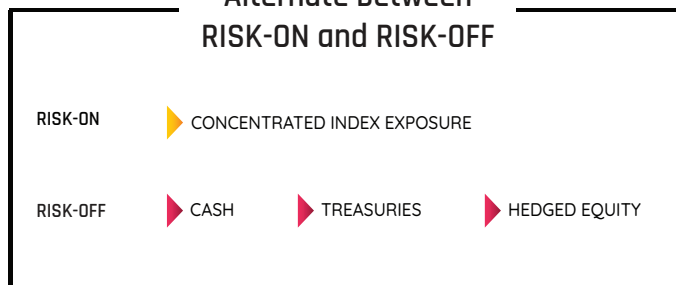 Alternate Between
RISK-ON and RISK-OFF
RISK-ON CONCENTRATED INDEX EXPOSURE
RISK-OFF CASH TREASURIES HEDGED EQUITY